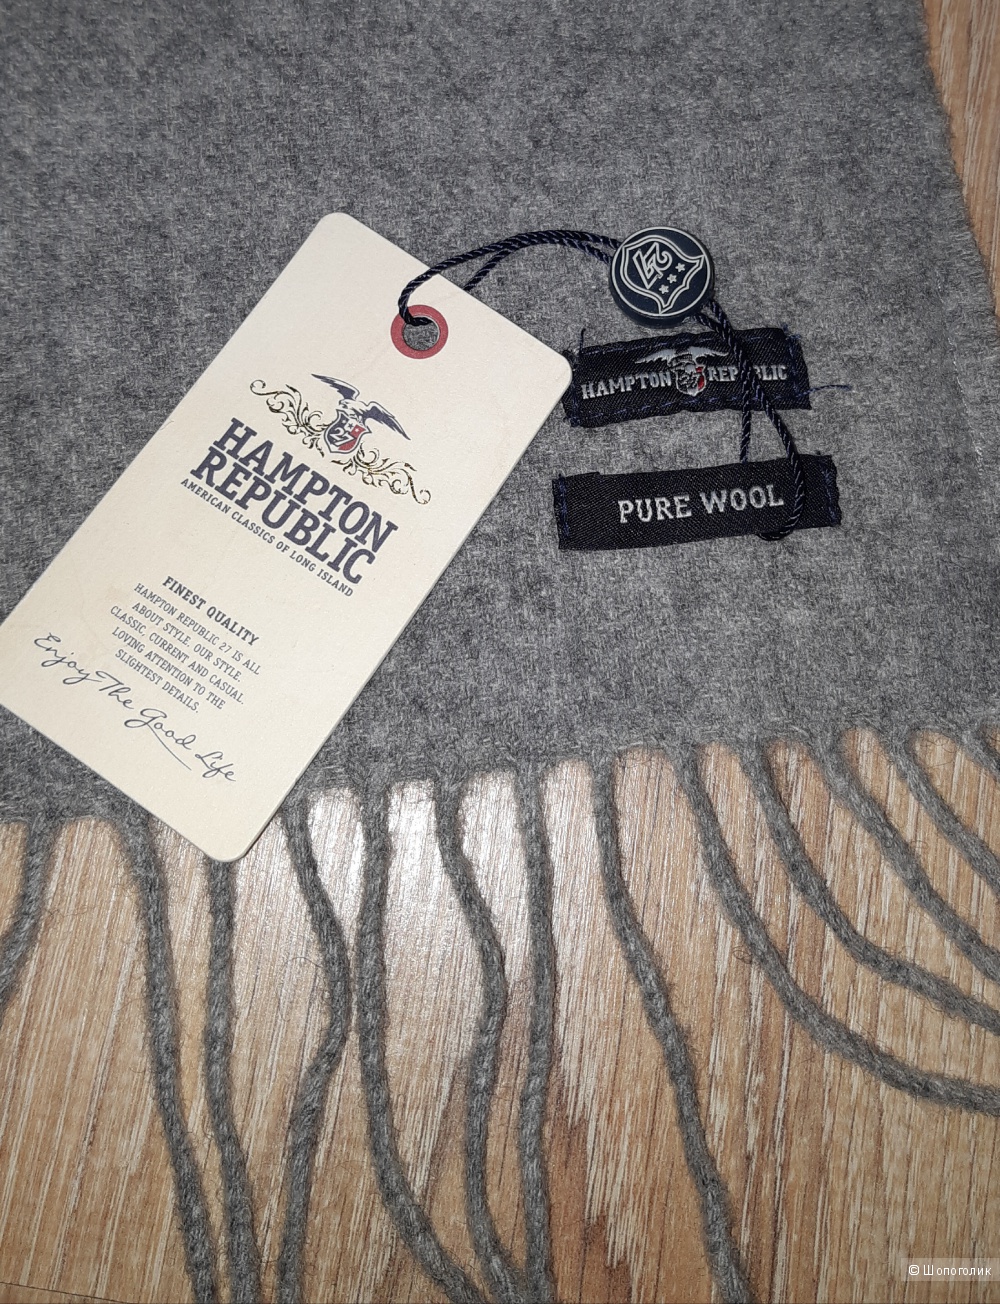 27
HAMPTON REPUBLIC
PURE WOOL
27
HAMPTON
REPUBLIC
AMERICAN CLASSICS OF LONG ISLAND
FINEST QUALITY
HAMPTON REPUBLIC 27 IS ALL
ABOUT STYLE. OUR STYLE.
CLASSIC, CURRENT AND CASUAL.
LOVING ATTENTION TO THE
SLIGHTEST DETAILS.
Enjoy The Good Life
© Шопоголик